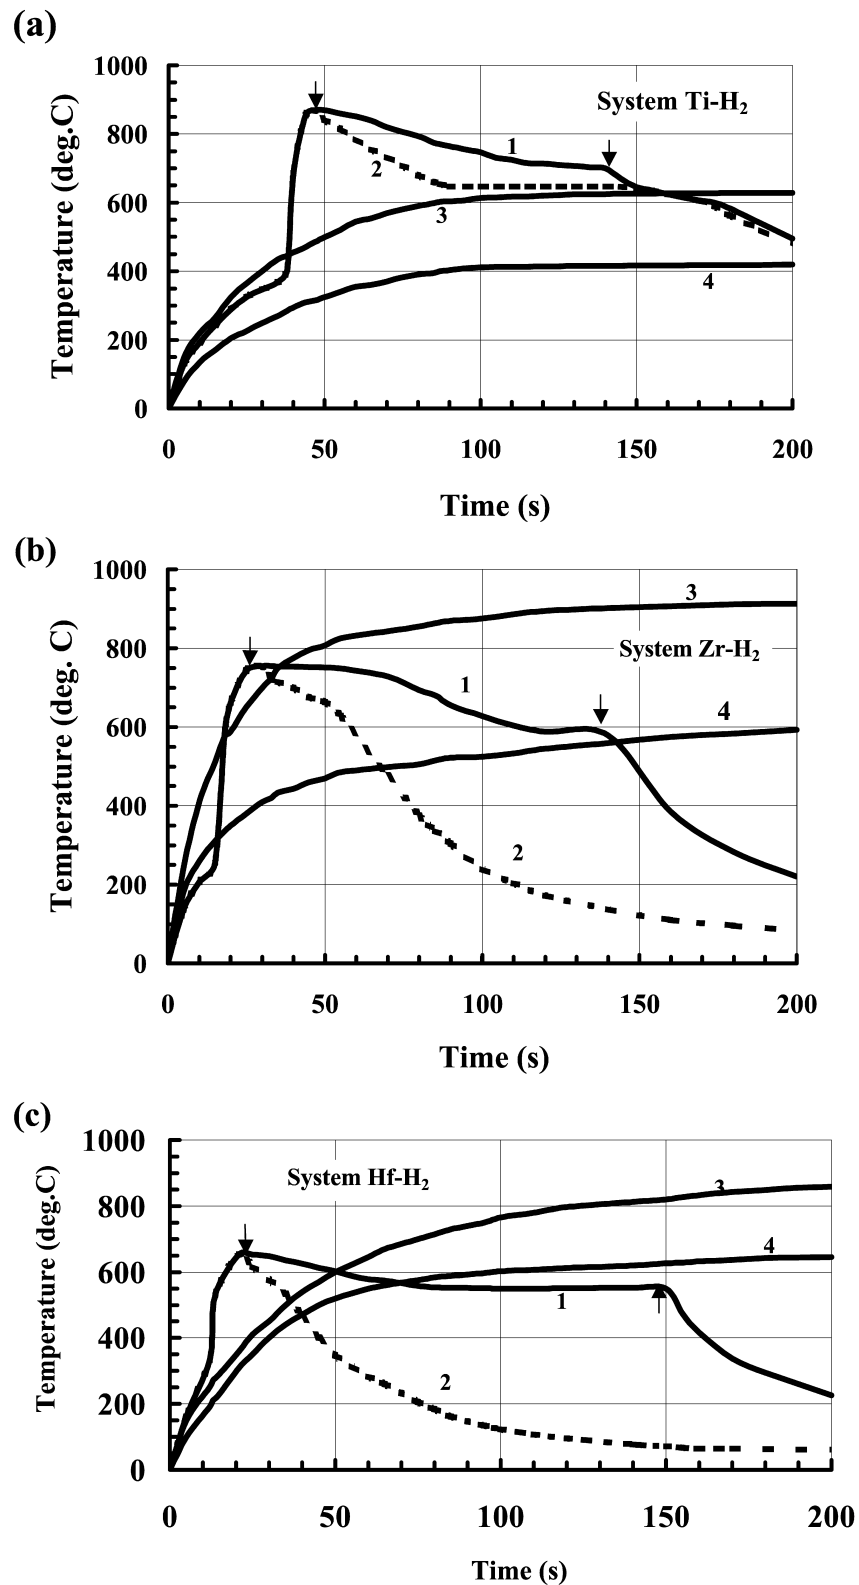 (a)
Temperature (deg.C)
1000
800
600
400
200
0
System Ti-H2
1
2
3
4
0 50 100 150 200
Time (s)
(b)
Temperature (deg. C)
1000
800
600
400
200
0
3
System Zr-H2
1
4
2
0 50 100 150 200
Time (s)
(c)
Temperature (deg.C)
1000
800
600
400
200
0
System Hf-H2
3
4
1
2
0 50 100 150 200
Time (s)